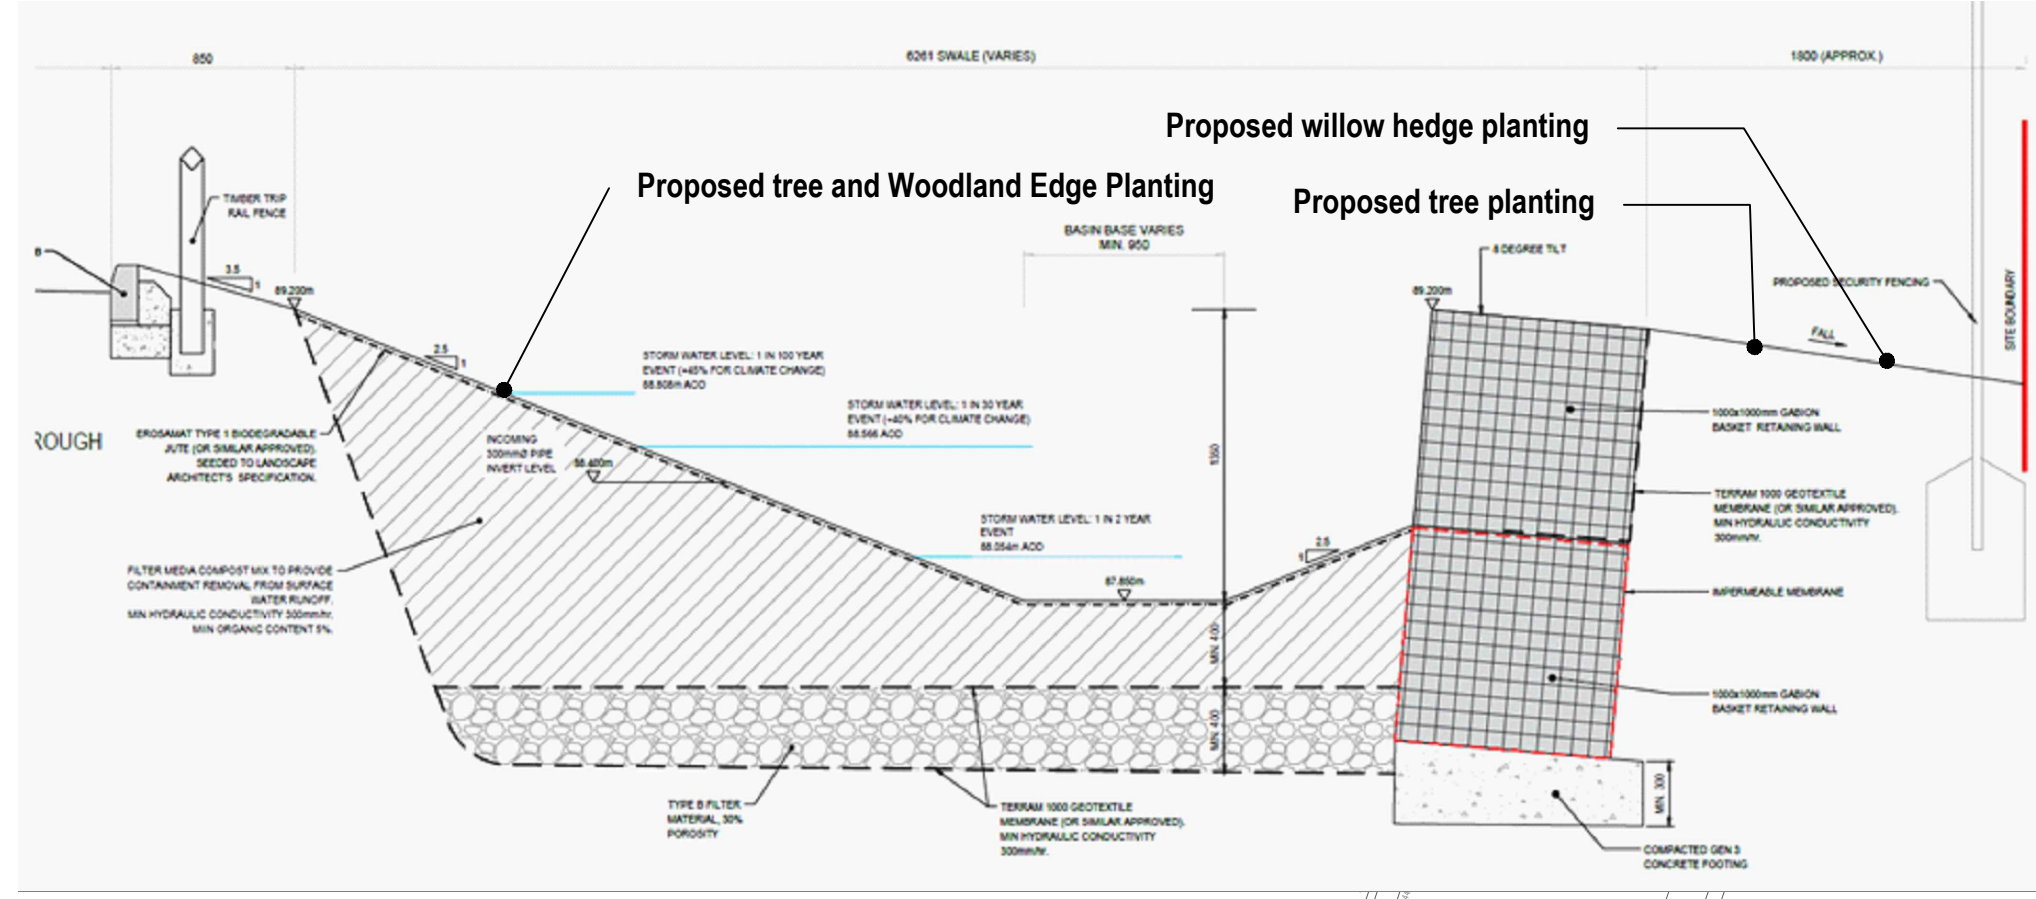 850
6261 SWALE (VARIES)
1800 (APPROX.)
Proposed willow hedge planting
Proposed tree and Woodland Edge Planting
Proposed tree planting
TIMBER TRIP
RAIL FENCE
BASIN BASE VARIES
MIN. 950
8 DEGREE TILT
B
3.5
1
89.200m
89.200m
PROPOSED SECURITY FENCING
SITE BOUNDARY
FALL
2.5
1
STORM WATER LEVEL: 1 IN 100 YEAR
EVENT (+45% FOR CLIMATE CHANGE)
88.808m AOD
STORM WATER LEVEL: 1 IN 30 YEAR
EVENT (+40% FOR CLIMATE CHANGE)
88.566 AOD
1000x1000mm GABION
BASKET RETAINING WALL
ROUGH
EROSAMAT TYPE 1 BIODEGRADABLE
JUTE (OR SIMILAR APPROVED).
SEEDED TO LANDSCAPE
ARCHITECT'S SPECIFICATION.
INCOMING
300mmØ PIPE
INVERT LEVEL
88.400m
1350
TERRAM 1000 GEOTEXTILE
MEMBRANE (OR SIMILAR APPROVED).
MIN HYDRAULIC CONDUCTIVITY
300mm/hr.
STORM WATER LEVEL: 1 IN 2 YEAR
EVENT
88.054m AOD
2.5
1
FILTER MEDIA COMPOST MIX TO PROVIDE
CONTAINMENT REMOVAL FROM SURFACE
WATER RUNOFF.
MIN HYDRAULIC CONDUCTIVITY 300mm/hr.
MIN ORGANIC CONTENT 5%.
87.850m
IMPERMEABLE MEMBRANE
MIN. 400
1000x1000mm GABION
BASKET RETAINING WALL
MIN. 400
TYPE B FILTER
MATERIAL, 30%
POROSITY
TERRAM 1000 GEOTEXTILE
MEMBRANE (OR SIMILAR APPROVED).
MIN HYDRAULIC CONDUCTIVITY
300mm/hr.
MIN. 300
COMPACTED GEN 3
CONCRETE FOOTING